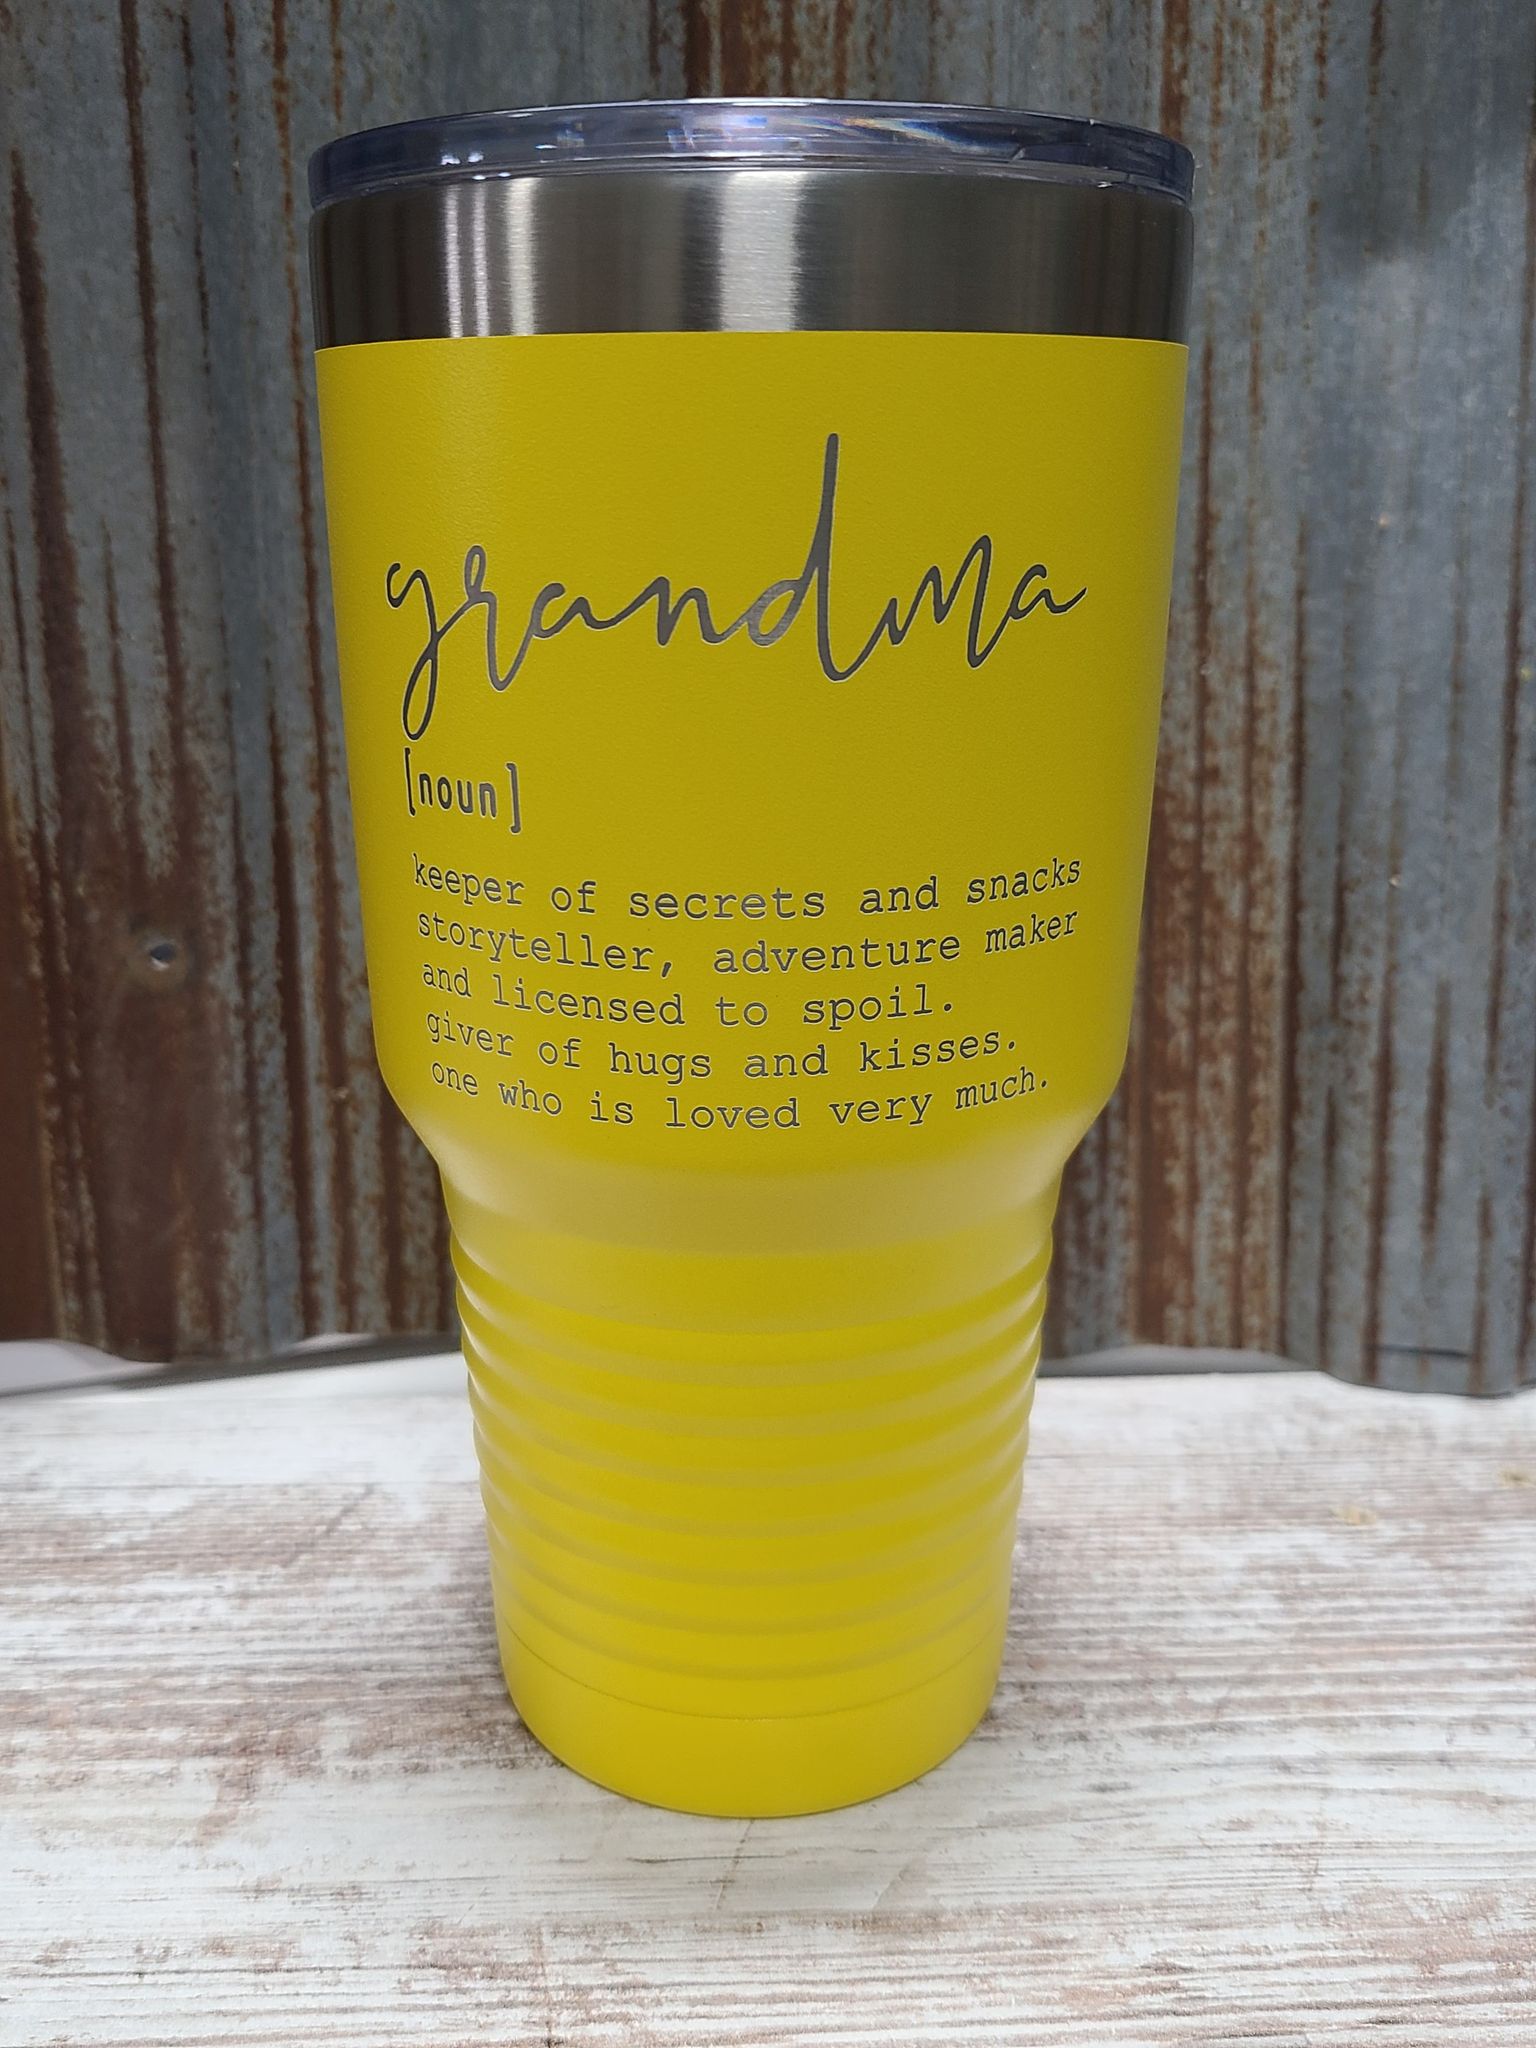 grandma
[noun]
keeper of secrets and snacks
storyteller, adventure maker
and licensed to spoil.
giver of hugs and kisses.
one who is loved very much.